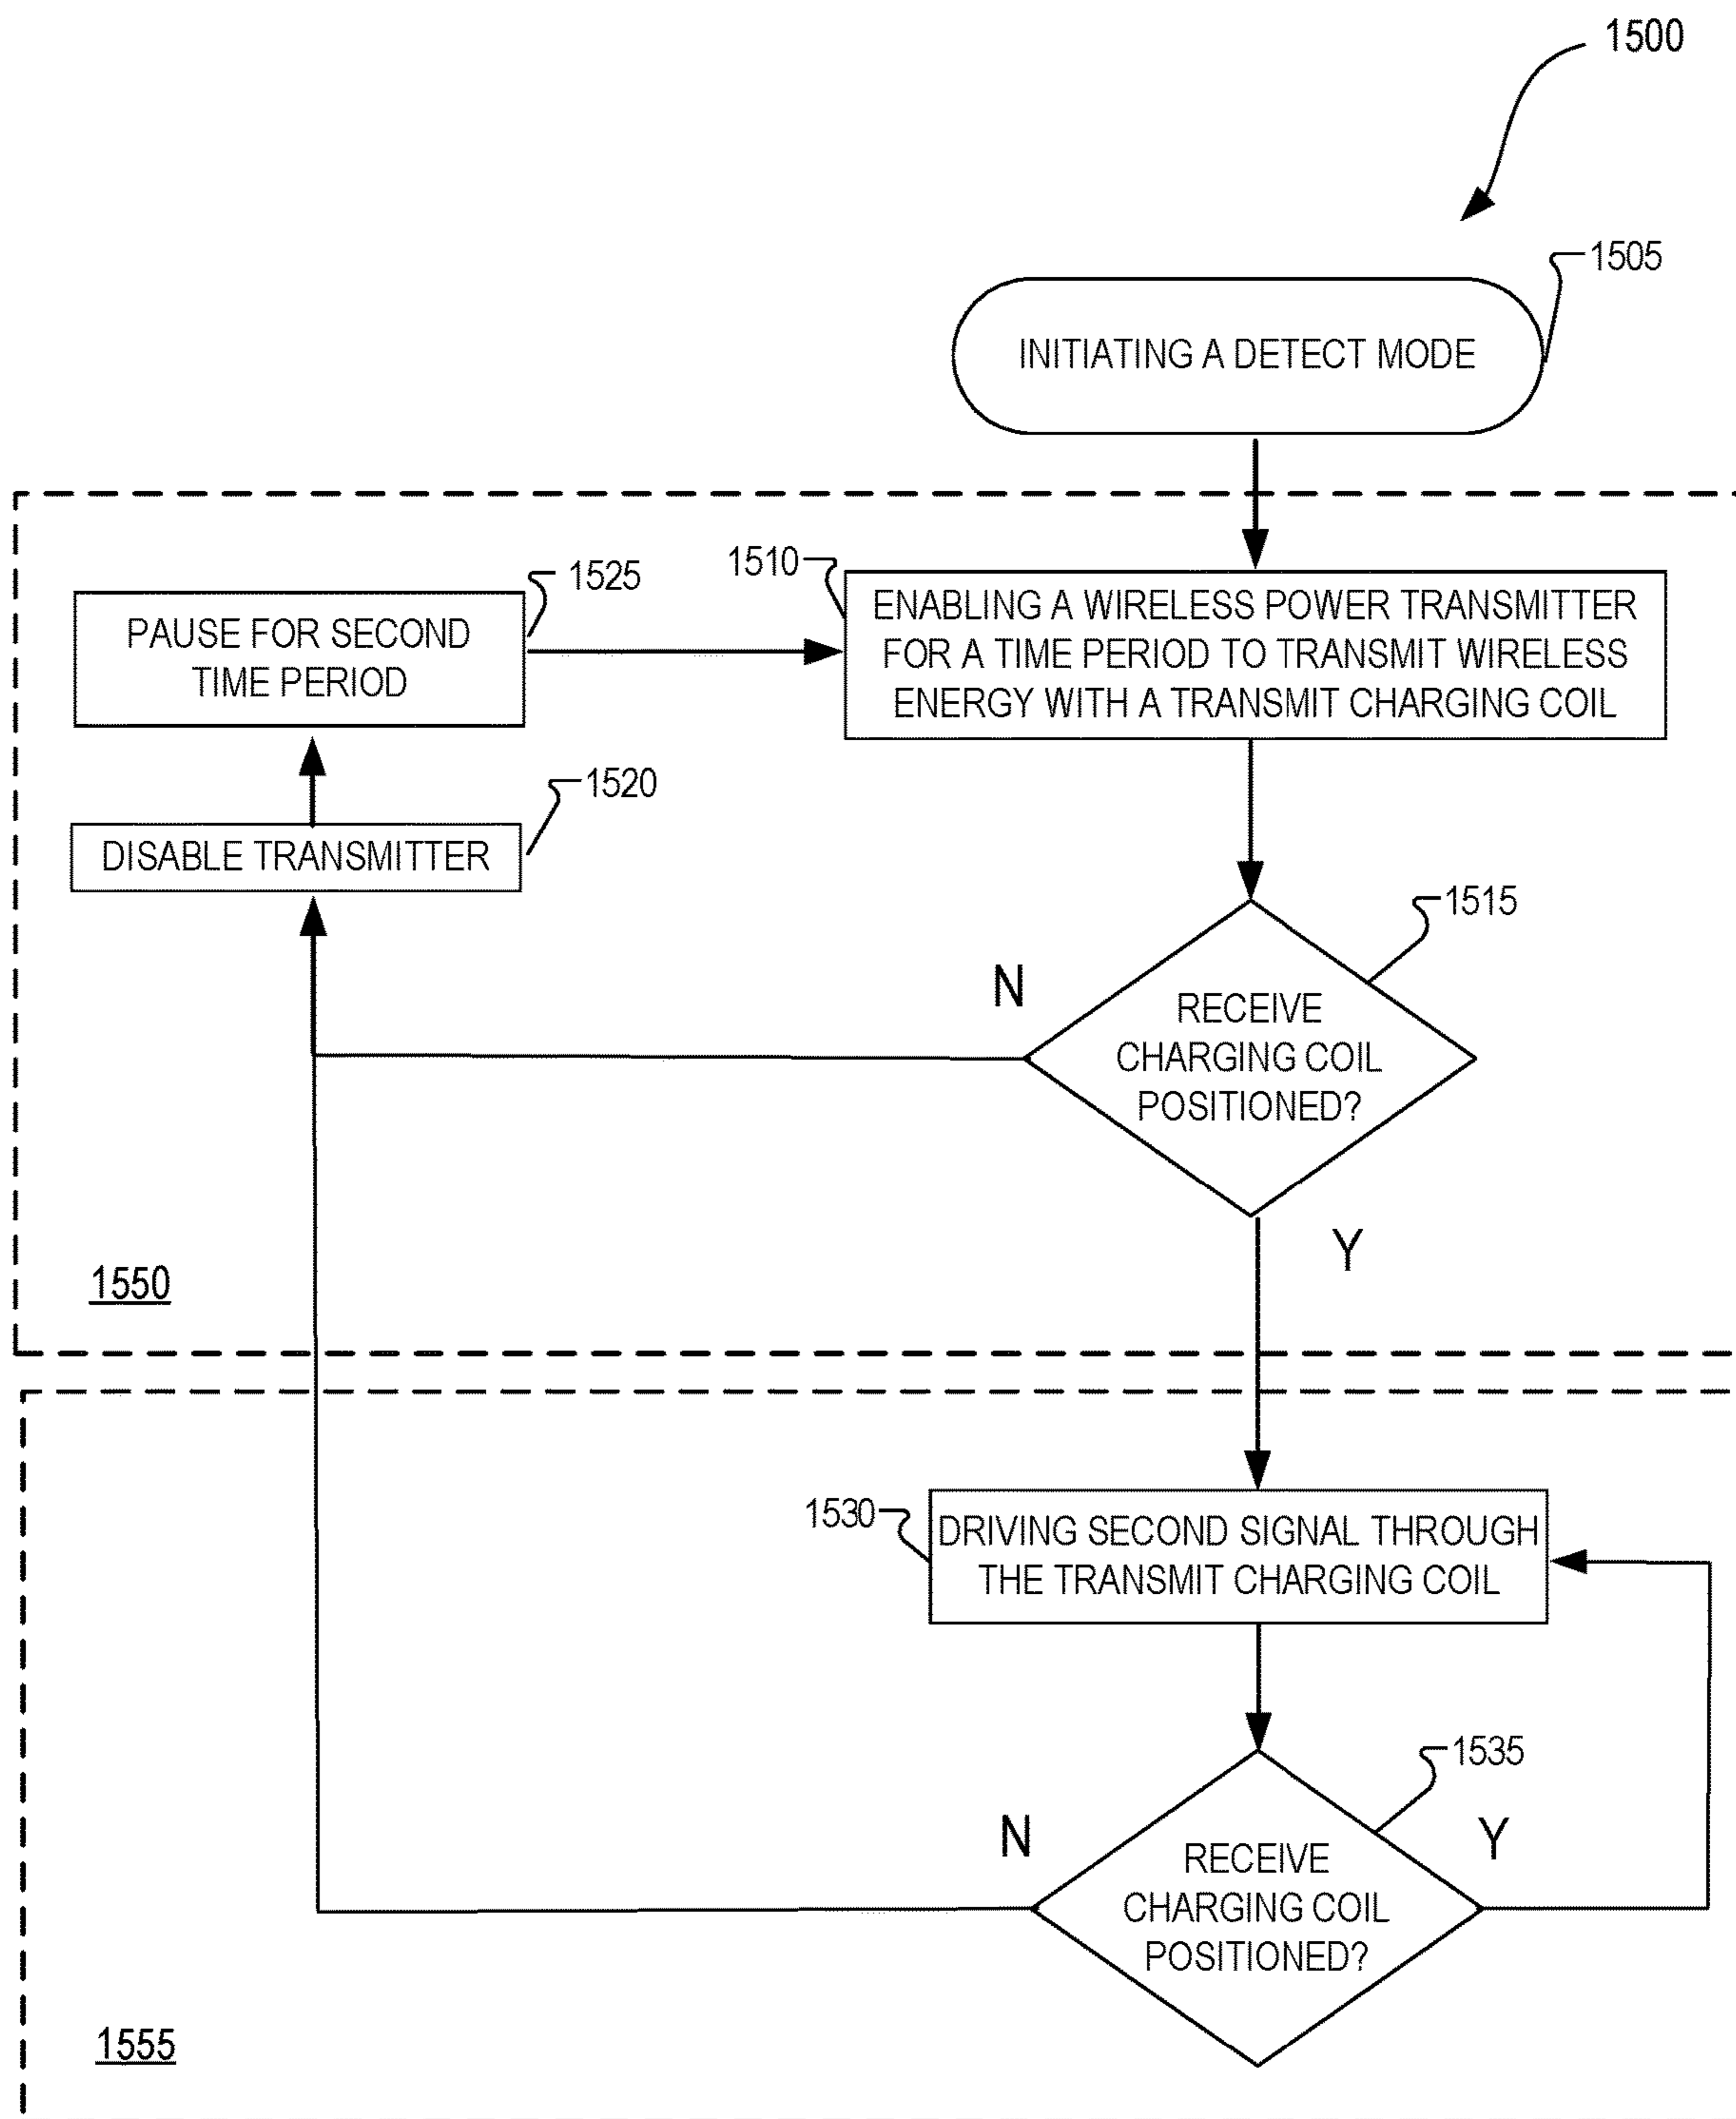 1500
1505
INITIATING A DETECT MODE
1525
1510
PAUSE FOR SECOND
TIME PERIOD
ENABLING A WIRELESS POWER TRANSMITTER
FOR A TIME PERIOD TO TRANSMIT WIRELESS
ENERGY WITH A TRANSMIT CHARGING COIL
1520
DISABLE TRANSMITTER
1515
N
RECEIVE
CHARGING COIL
POSITIONED?
Y
1550
1530
DRIVING SECOND SIGNAL THROUGH
THE TRANSMIT CHARGING COIL
1535
N
Y
RECEIVE
CHARGING COIL
POSITIONED?
1555